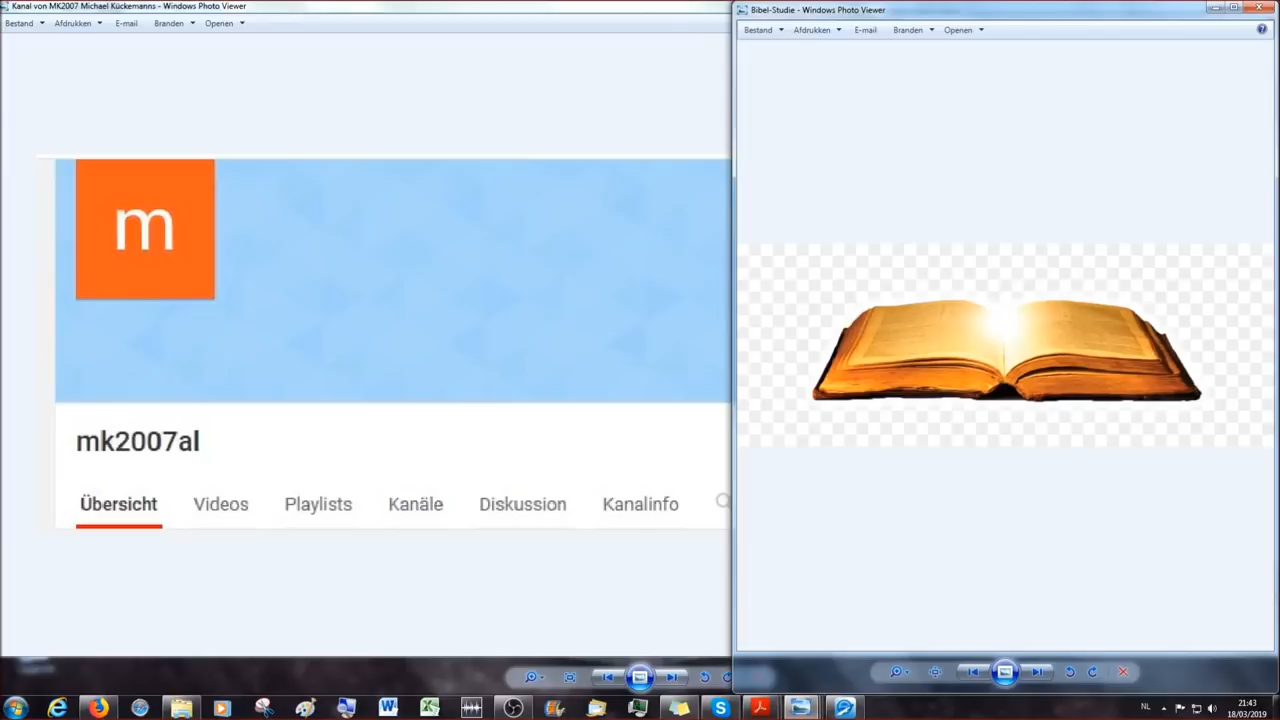 Kanal von MK2007 Michael Kückemanns - Windows Photo Viewer
Bestand Afdrukken E-mail Branden Openen
m
mk2007al
Übersicht Videos Playlists Kanäle Diskussion Kanalinfo
Bibel-Studie - Windows Photo Viewer
Bestand Afdrukken E-mail Branden Openen
NL
21:43
18/03/2019